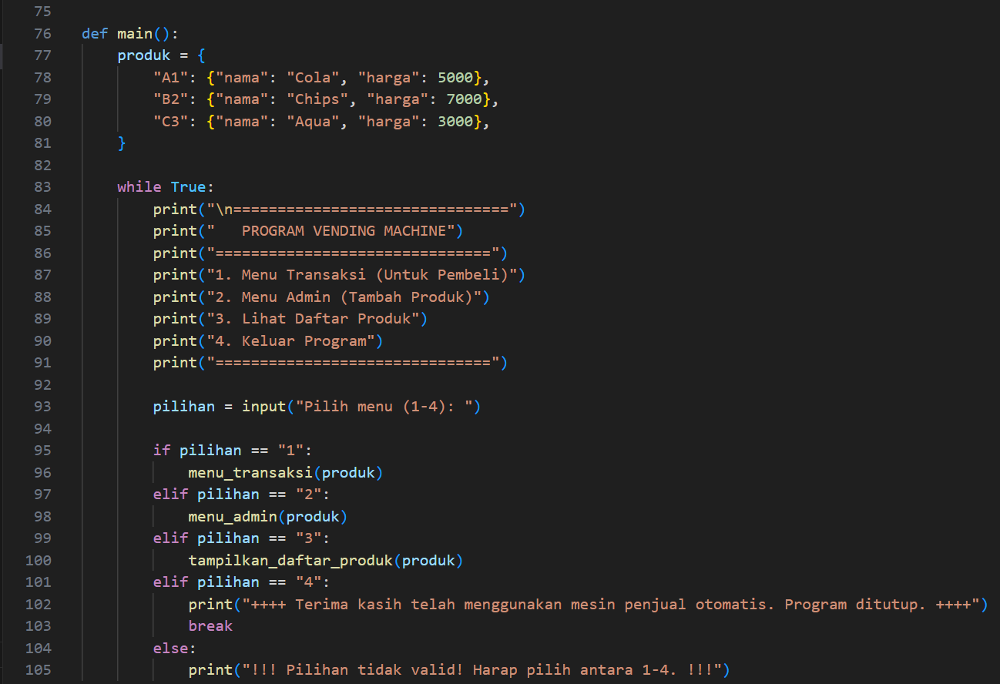 75
76 def main():
77     produk = {
78         "A1": {"nama": "Cola", "harga": 5000},
79         "B2": {"nama": "Chips", "harga": 7000},
80         "C3": {"nama": "Aqua", "harga": 3000},
81     }
82
83     while True:
84         print("\n===============================")
85         print("   PROGRAM VENDING MACHINE")
86         print("===============================")
87         print("1. Menu Transaksi (Untuk Pembeli)")
88         print("2. Menu Admin (Tambah Produk)")
89         print("3. Lihat Daftar Produk")
90         print("4. Keluar Program")
91         print("===============================")
92
93         pilihan = input("Pilih menu (1-4): ")
94
95         if pilihan == "1":
96             menu_transaksi(produk)
97         elif pilihan == "2":
98             menu_admin(produk)
99         elif pilihan == "3":
100             tampilkan_daftar_produk(produk)
101         elif pilihan == "4":
102             print("++++ Terima kasih telah menggunakan mesin penjual otomatis. Program ditutup. ++++")
103             break
104         else:
105             print("!!! Pilihan tidak valid! Harap pilih antara 1-4. !!!")